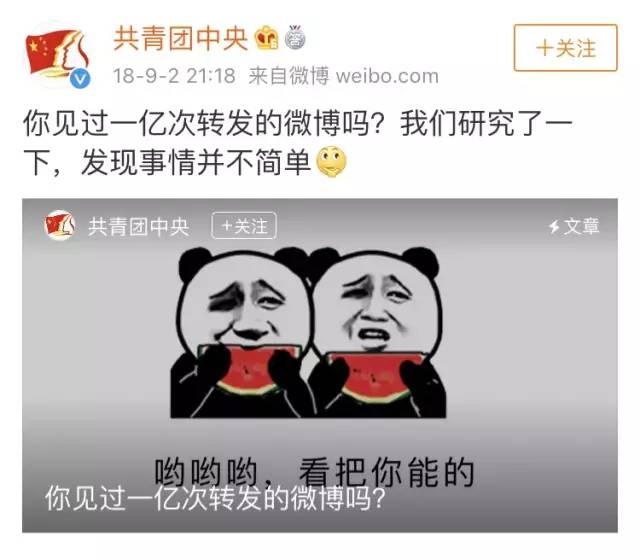 共青团中央
+关注
18-9-2 21:18 来自微博 weibo.com
你见过一亿次转发的微博吗？我们研究了一
下，发现事情并不简单
共青团中央
+关注
文章
哟哟哟，看把你能的
你见过一亿次转发的微博吗？